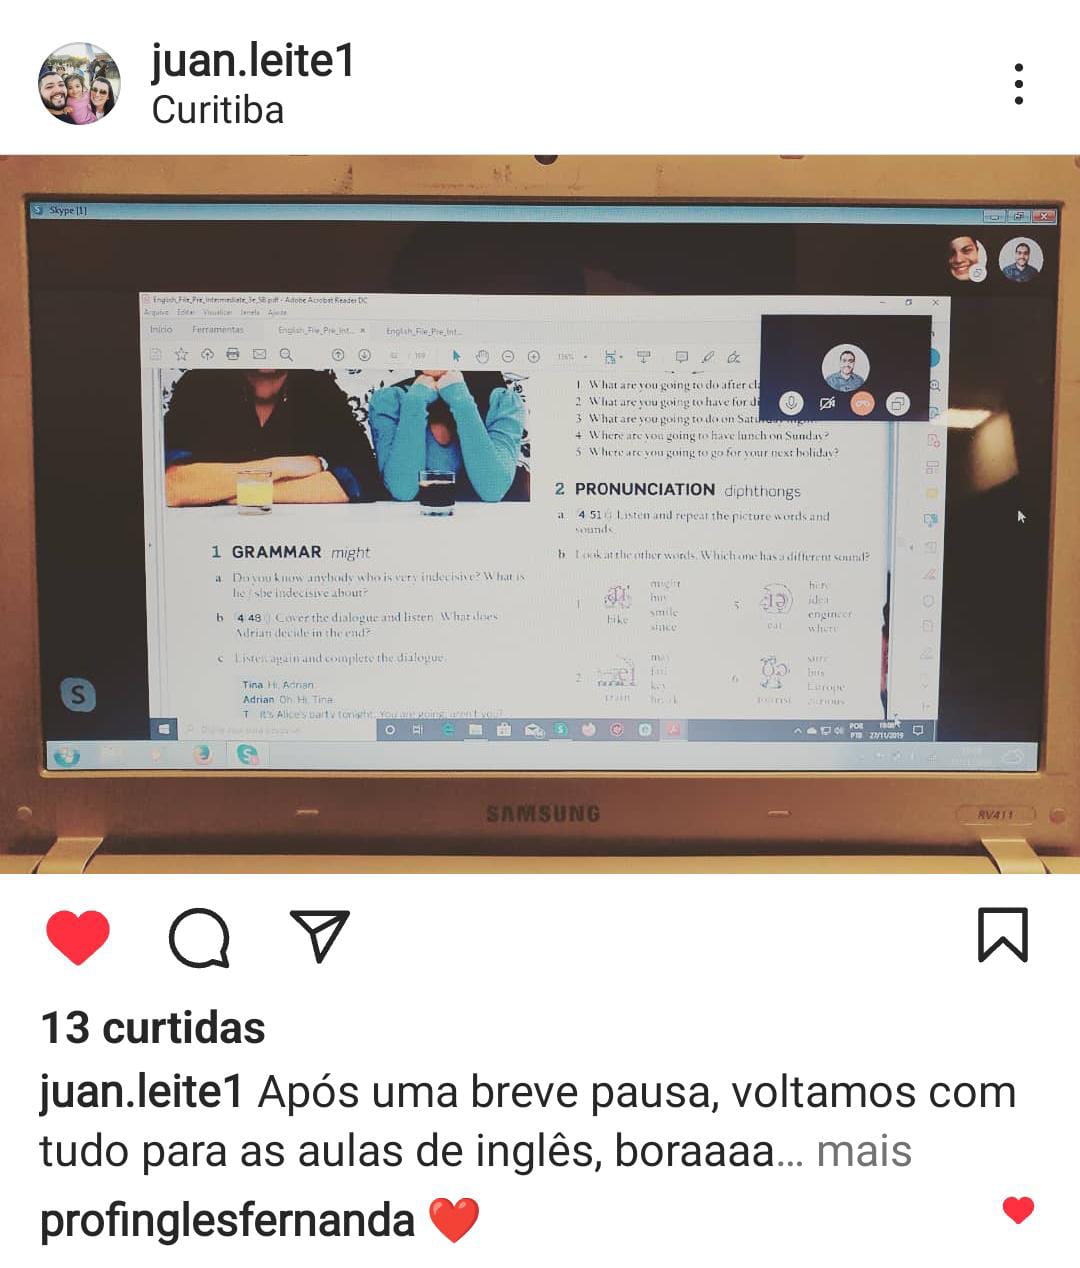 juan.leite1
Curitiba
Skype [1]
English_File_Pre_Intermediate_3e_SB.pdf - Adobe Acrobat Reader DC
Arquivo Editar Visualizar Janela Ajuda
Início Ferramentas English_File_Pre_Int... × English_File_Pre_Int...
1 What are you going to do after
2 What are you going to have for
3 What are you going to do on
4 Where are you going to have lunch on Sunday?
5 Where are you going to go for your next holiday?
2 PRONUNCIATION diphthongs
a 4 51 Listen and repeat the picture words and
sounds.
b Look at the other words. Which one has a different sound?
1 bike
might
buy
smile
since
5 ear
here
idea
engineer
where
2 train
may
key
break
6 tourist
sure
bus
Europe
curious
1 GRAMMAR might
a Do you know anybody who is very indecisive? What is
he / she indecisive about?
b 4 48 Cover the dialogue and listen. What does
Adrian decide in the end?
c Listen again and complete the dialogue.
Tina Hi, Adrian.
Adrian Oh. Hi, Tina.
T It's Alice's party tonight. You are going, aren't you?
POR
PTB 27/11/2019
SAMSUNG
RV411
13 curtidas
juan.leite1 Após uma breve pausa, voltamos com
tudo para as aulas de inglês, boraaaa... mais
profinglesfernanda ❤️